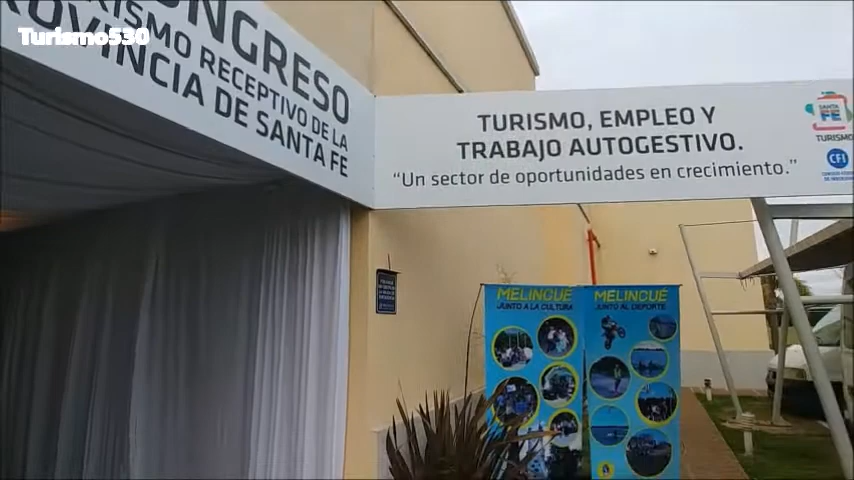 Turismo530
CONGRESO
TURISMO RECEPTIVO DE LA
PROVINCIA DE SANTA FE
TURISMO, EMPLEO Y
TRABAJO AUTOGESTIVO.
"Un sector de oportunidades en crecimiento."
SANTA
FE
TURISMO
CFI
MELINCUÉ
JUNTO A LA CULTURA
MELINCUÉ
JUNTO AL DEPORTE